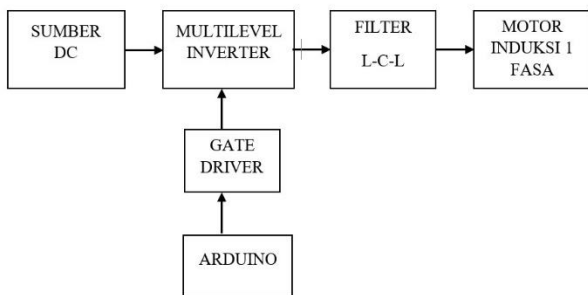 SUMBER
DC
MULTILEVEL
INVERTER
FILTER
L-C-L
MOTOR
INDUKSI 1
FASA
GATE
DRIVER
ARDUINO